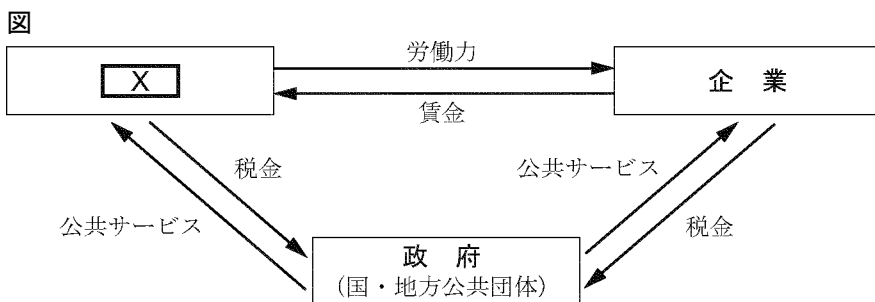 図
労働力
X
企 業
賃金
税金
公共サービス
公共サービス
税金
政 府
(国・地方公共団体)